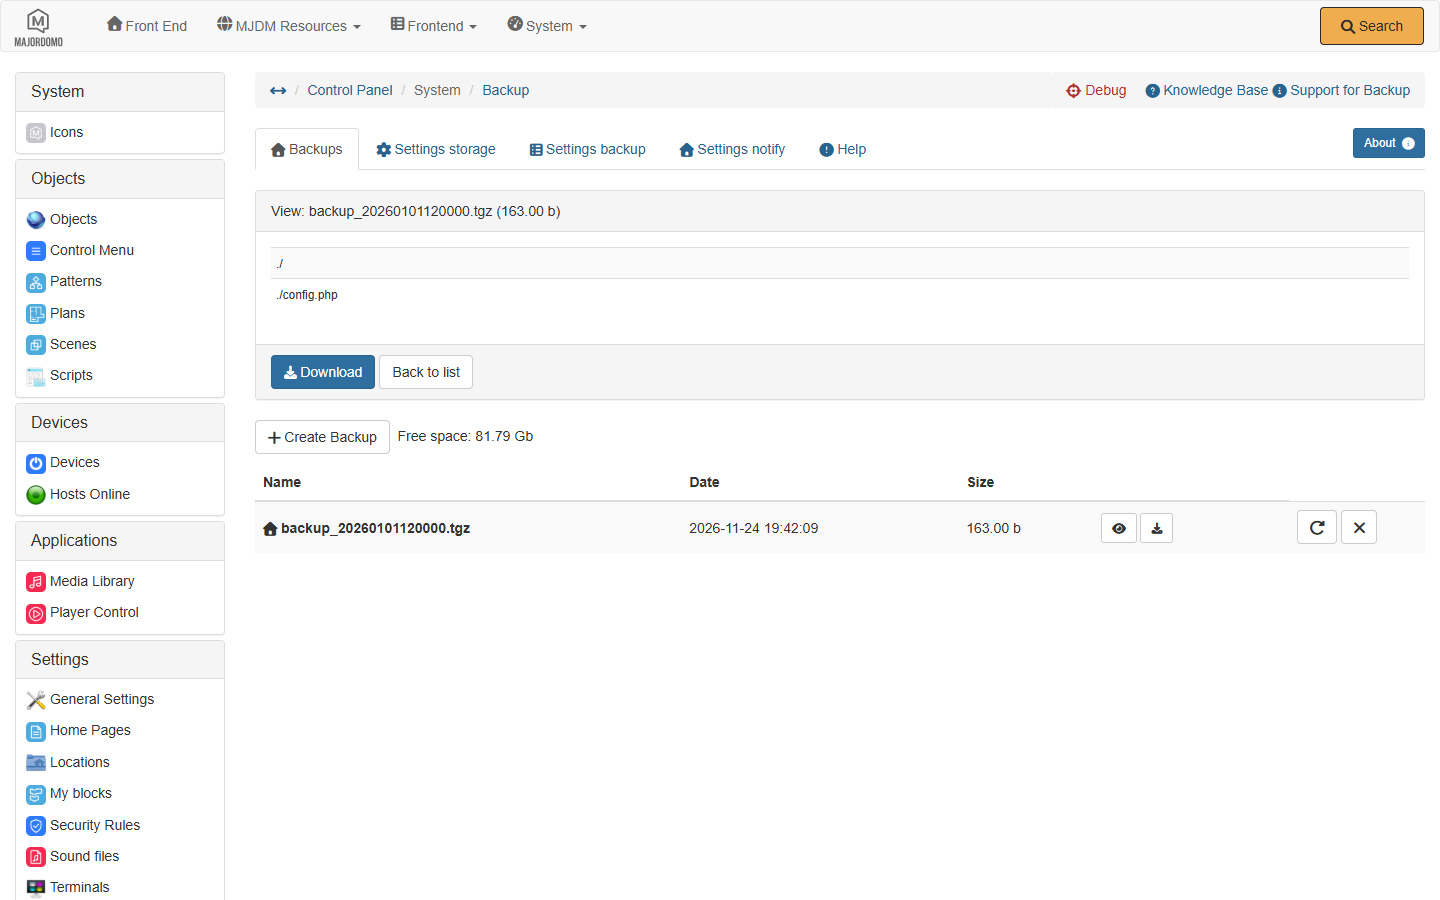 MAJORDOMO
Front End
MJDM Resources
Frontend
System
Search
System
Icons
Objects
Objects
Control Menu
Patterns
Plans
Scenes
Scripts
Devices
Devices
Hosts Online
Applications
Media Library
Player Control
Settings
General Settings
Home Pages
Locations
My blocks
Security Rules
Sound files
Terminals
/ Control Panel / System / Backup
Debug
Knowledge Base
Support for Backup
Backups
Settings storage
Settings backup
Settings notify
Help
About
View: backup_20260101120000.tgz (163.00 b)
./
./config.php
Download
Back to list
Create Backup
Free space: 81.79 Gb
Name Date Size
backup_20260101120000.tgz 2026-11-24 19:42:09 163.00 b